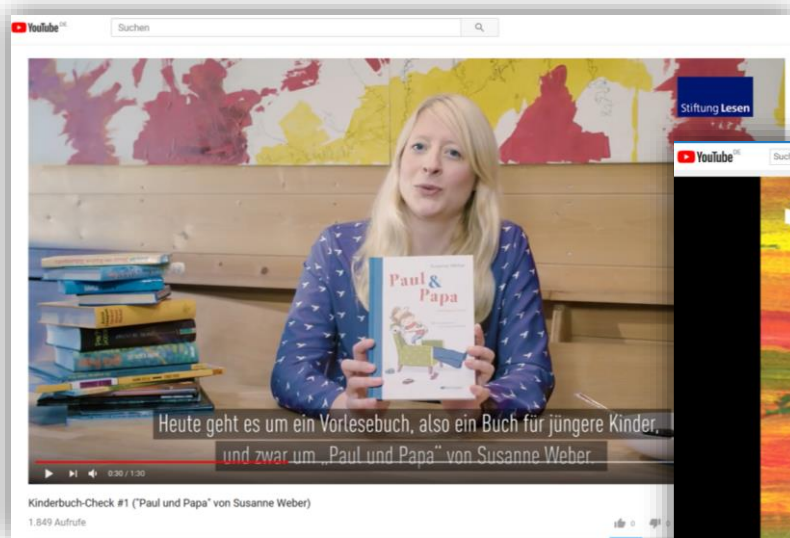 YouTube DE
Suchen
Stiftung Lesen
YouTube DE
Paul &
Papa
Heute geht es um ein Vorlesebuch, also ein Buch für jüngere Kinder,
und zwar um „Paul und Papa" von Susanne Weber.
0:30 / 1:30
Kinderbuch-Check #1 ("Paul und Papa" von Susanne Weber)
1.849 Aufrufe
0
0